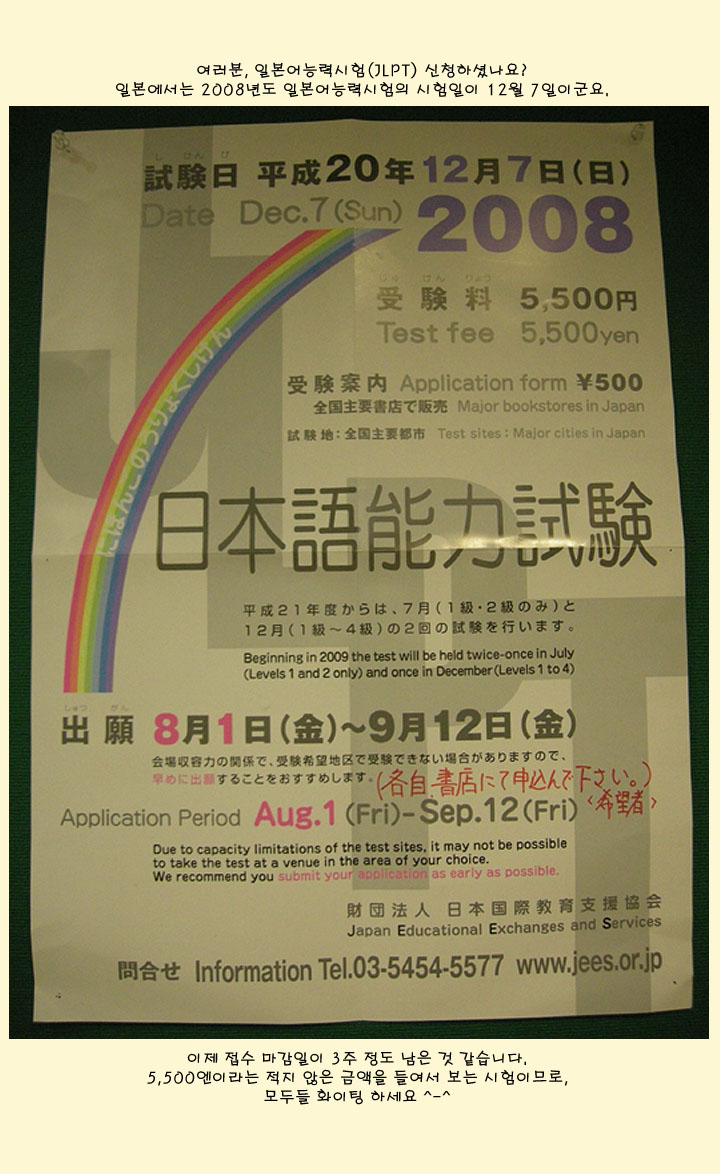 여러분, 일본어능력시험(JLPT) 신청하셨나요?
일본에서는 2008년도 일본어능력시험의 시험일이 12월 7일이군요.
し けん び
試験日 平成20年12月7日(日)
Date Dec.7(Sun) 2008
じゅ けん りょう
受験料 5,500円
Test fee 5,500yen
受験案内 Application form ¥500
全国主要書店で販売 Major bookstores in Japan
試験地:全国主要都市 Test sites:Major cities in Japan
にほんごのうりょくしけん
JLPT
日本語能力試験
平成21年度からは、7月(1級・2級のみ)と
12月(1級〜4級)の2回の試験を行います。
Beginning in 2009 the test will be held twice-once in July
(Levels 1 and 2 only) and once in December(Levels 1 to 4)
しゅつ がん
出願 8月1日(金)〜9月12日(金)
会場収容力の関係で、受験希望地区で受験できない場合がありますので、
早めに出願することをおすすめします。
(各自、書店にて申込んで下さい。)
〈希望者〉
Application Period Aug.1(Fri)-Sep.12(Fri)
Due to capacity limitations of the test sites, it may not be possible
to take the test at a venue in the area of your choice.
We recommend you submit your application as early as possible.
財団法人 日本国際教育支援協会
Japan Educational Exchanges and Services
問合せ Information Tel.03-5454-5577 www.jees.or.jp
이제 접수 마감일이 3주 정도 남은 것 같습니다.
5,500엔이라는 적지 않은 금액을 들여서 보는 시험이므로,
모두들 화이팅 하세요 ^-^